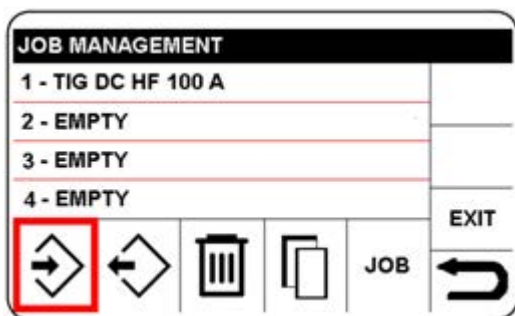 JOB MANAGEMENT
1 - TIG DC HF 100 A
2 - EMPTY
3 - EMPTY
4 - EMPTY
EXIT
JOB